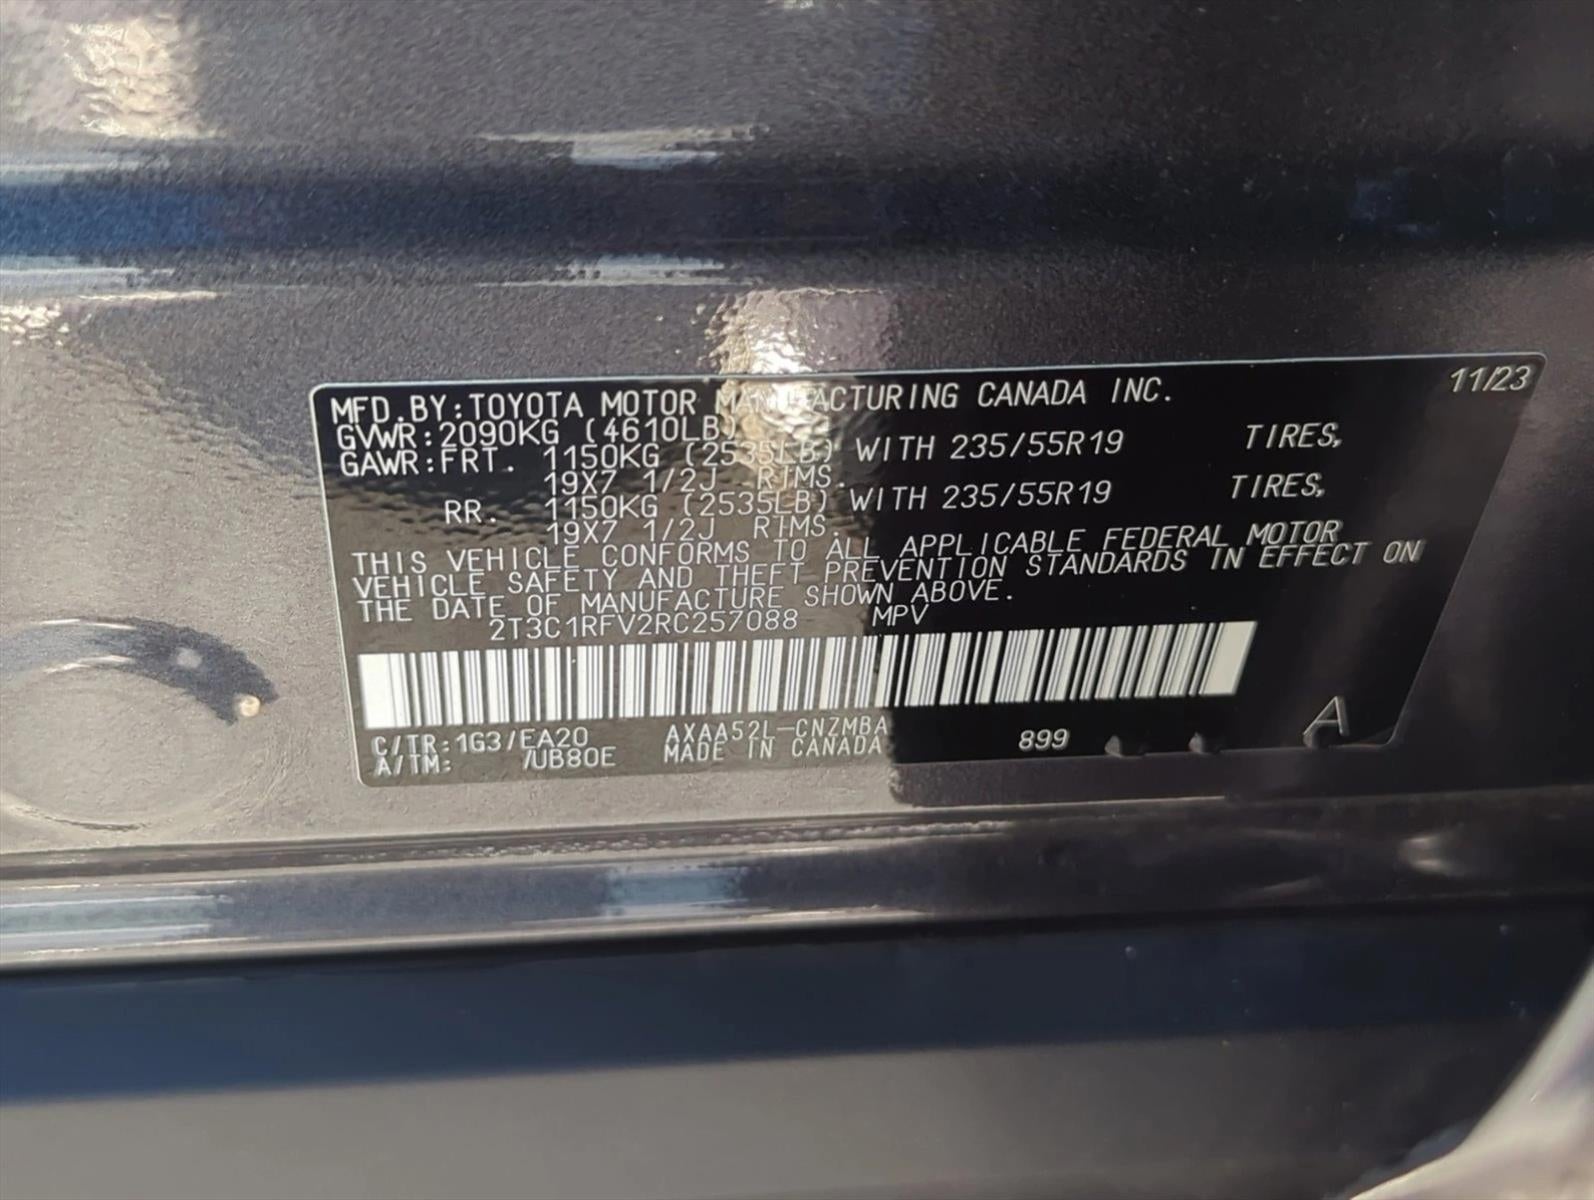 MFD.BY:TOYOTA MOTOR MANUFACTURING CANADA INC. 11/23
GVWR:2090KG (4610LB)
GAWR:FRT. 1150KG (2535LB) WITH 235/55R19 TIRES,
19X7 1/2J RIMS.
RR. 1150KG (2535LB) WITH 235/55R19 TIRES,
19X7 1/2J RIMS.
THIS VEHICLE CONFORMS TO ALL APPLICABLE FEDERAL MOTOR
VEHICLE SAFETY AND THEFT PREVENTION STANDARDS IN EFFECT ON
THE DATE OF MANUFACTURE SHOWN ABOVE.
2T3C1RFV2RC257088 MPV
C/TR:1G3/EA20 AXAA52L-CNZMBA 899 A
A/TM: /UB80E MADE IN CANADA